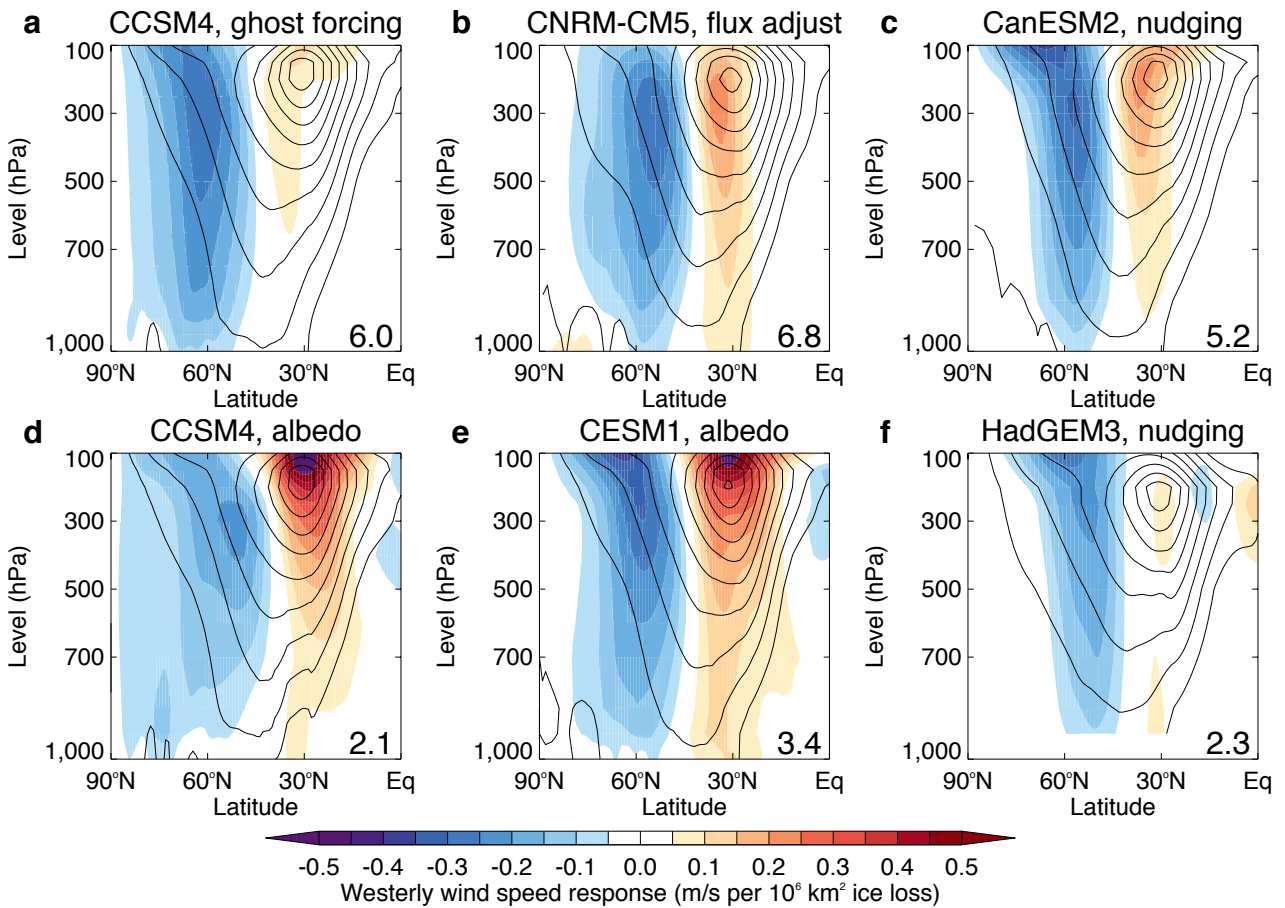 a CCSM4, ghost forcing
b CNRM-CM5, flux adjust
c CanESM2, nudging
Level (hPa)
100
300
500
700
1,000
6.0
90°N 60°N 30°N Eq
Latitude
Level (hPa)
100
300
500
700
1,000
6.8
90°N 60°N 30°N Eq
Latitude
Level (hPa)
100
300
500
700
1,000
5.2
90°N 60°N 30°N Eq
Latitude
d CCSM4, albedo
e CESM1, albedo
f HadGEM3, nudging
Level (hPa)
100
300
500
700
1,000
2.1
90°N 60°N 30°N Eq
Latitude
Level (hPa)
100
300
500
700
1,000
3.4
90°N 60°N 30°N Eq
Latitude
Level (hPa)
100
300
500
700
1,000
2.3
90°N 60°N 30°N Eq
Latitude
-0.5 -0.4 -0.3 -0.2 -0.1 0.0 0.1 0.2 0.3 0.4 0.5
Westerly wind speed response (m/s per 10⁶ km² ice loss)